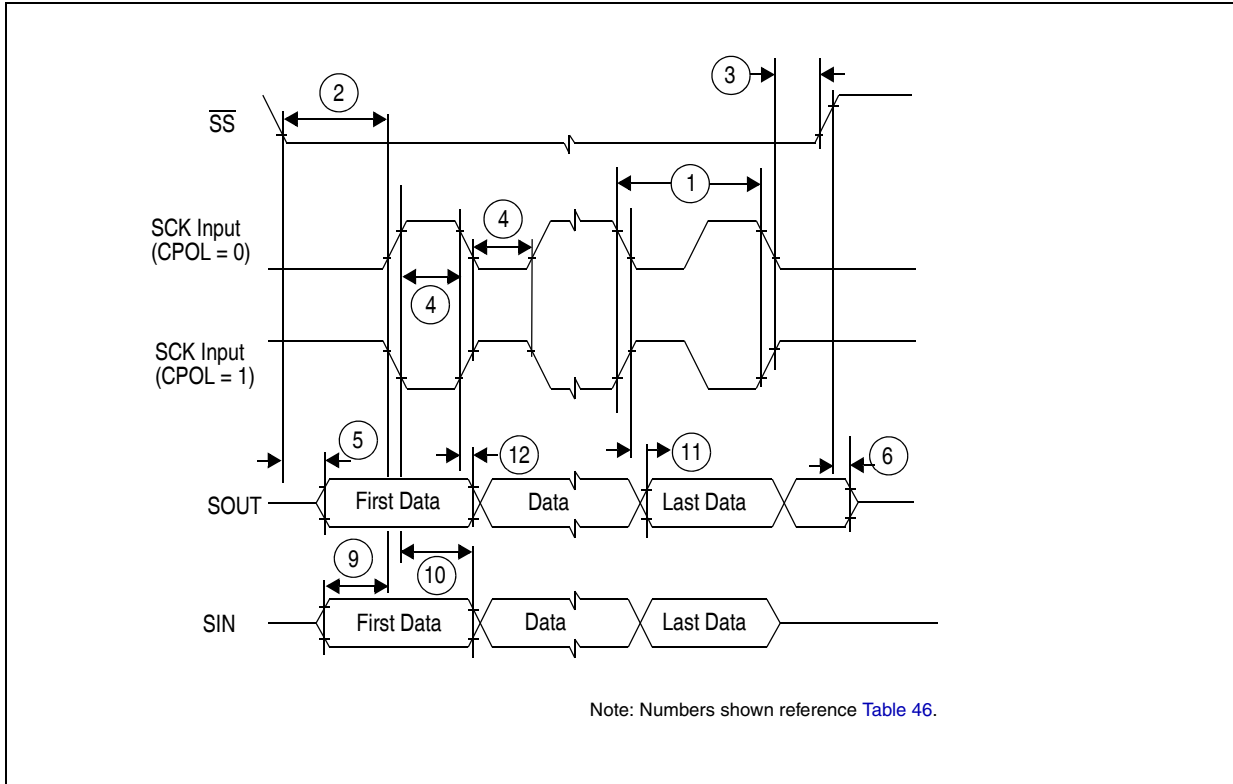 3
2
SS
1
SCK Input
(CPOL = 0)
4
4
SCK Input
(CPOL = 1)
5
12
11
6
SOUT
First Data
Data
Last Data
9
10
SIN
First Data
Data
Last Data
Note: Numbers shown reference Table 46.